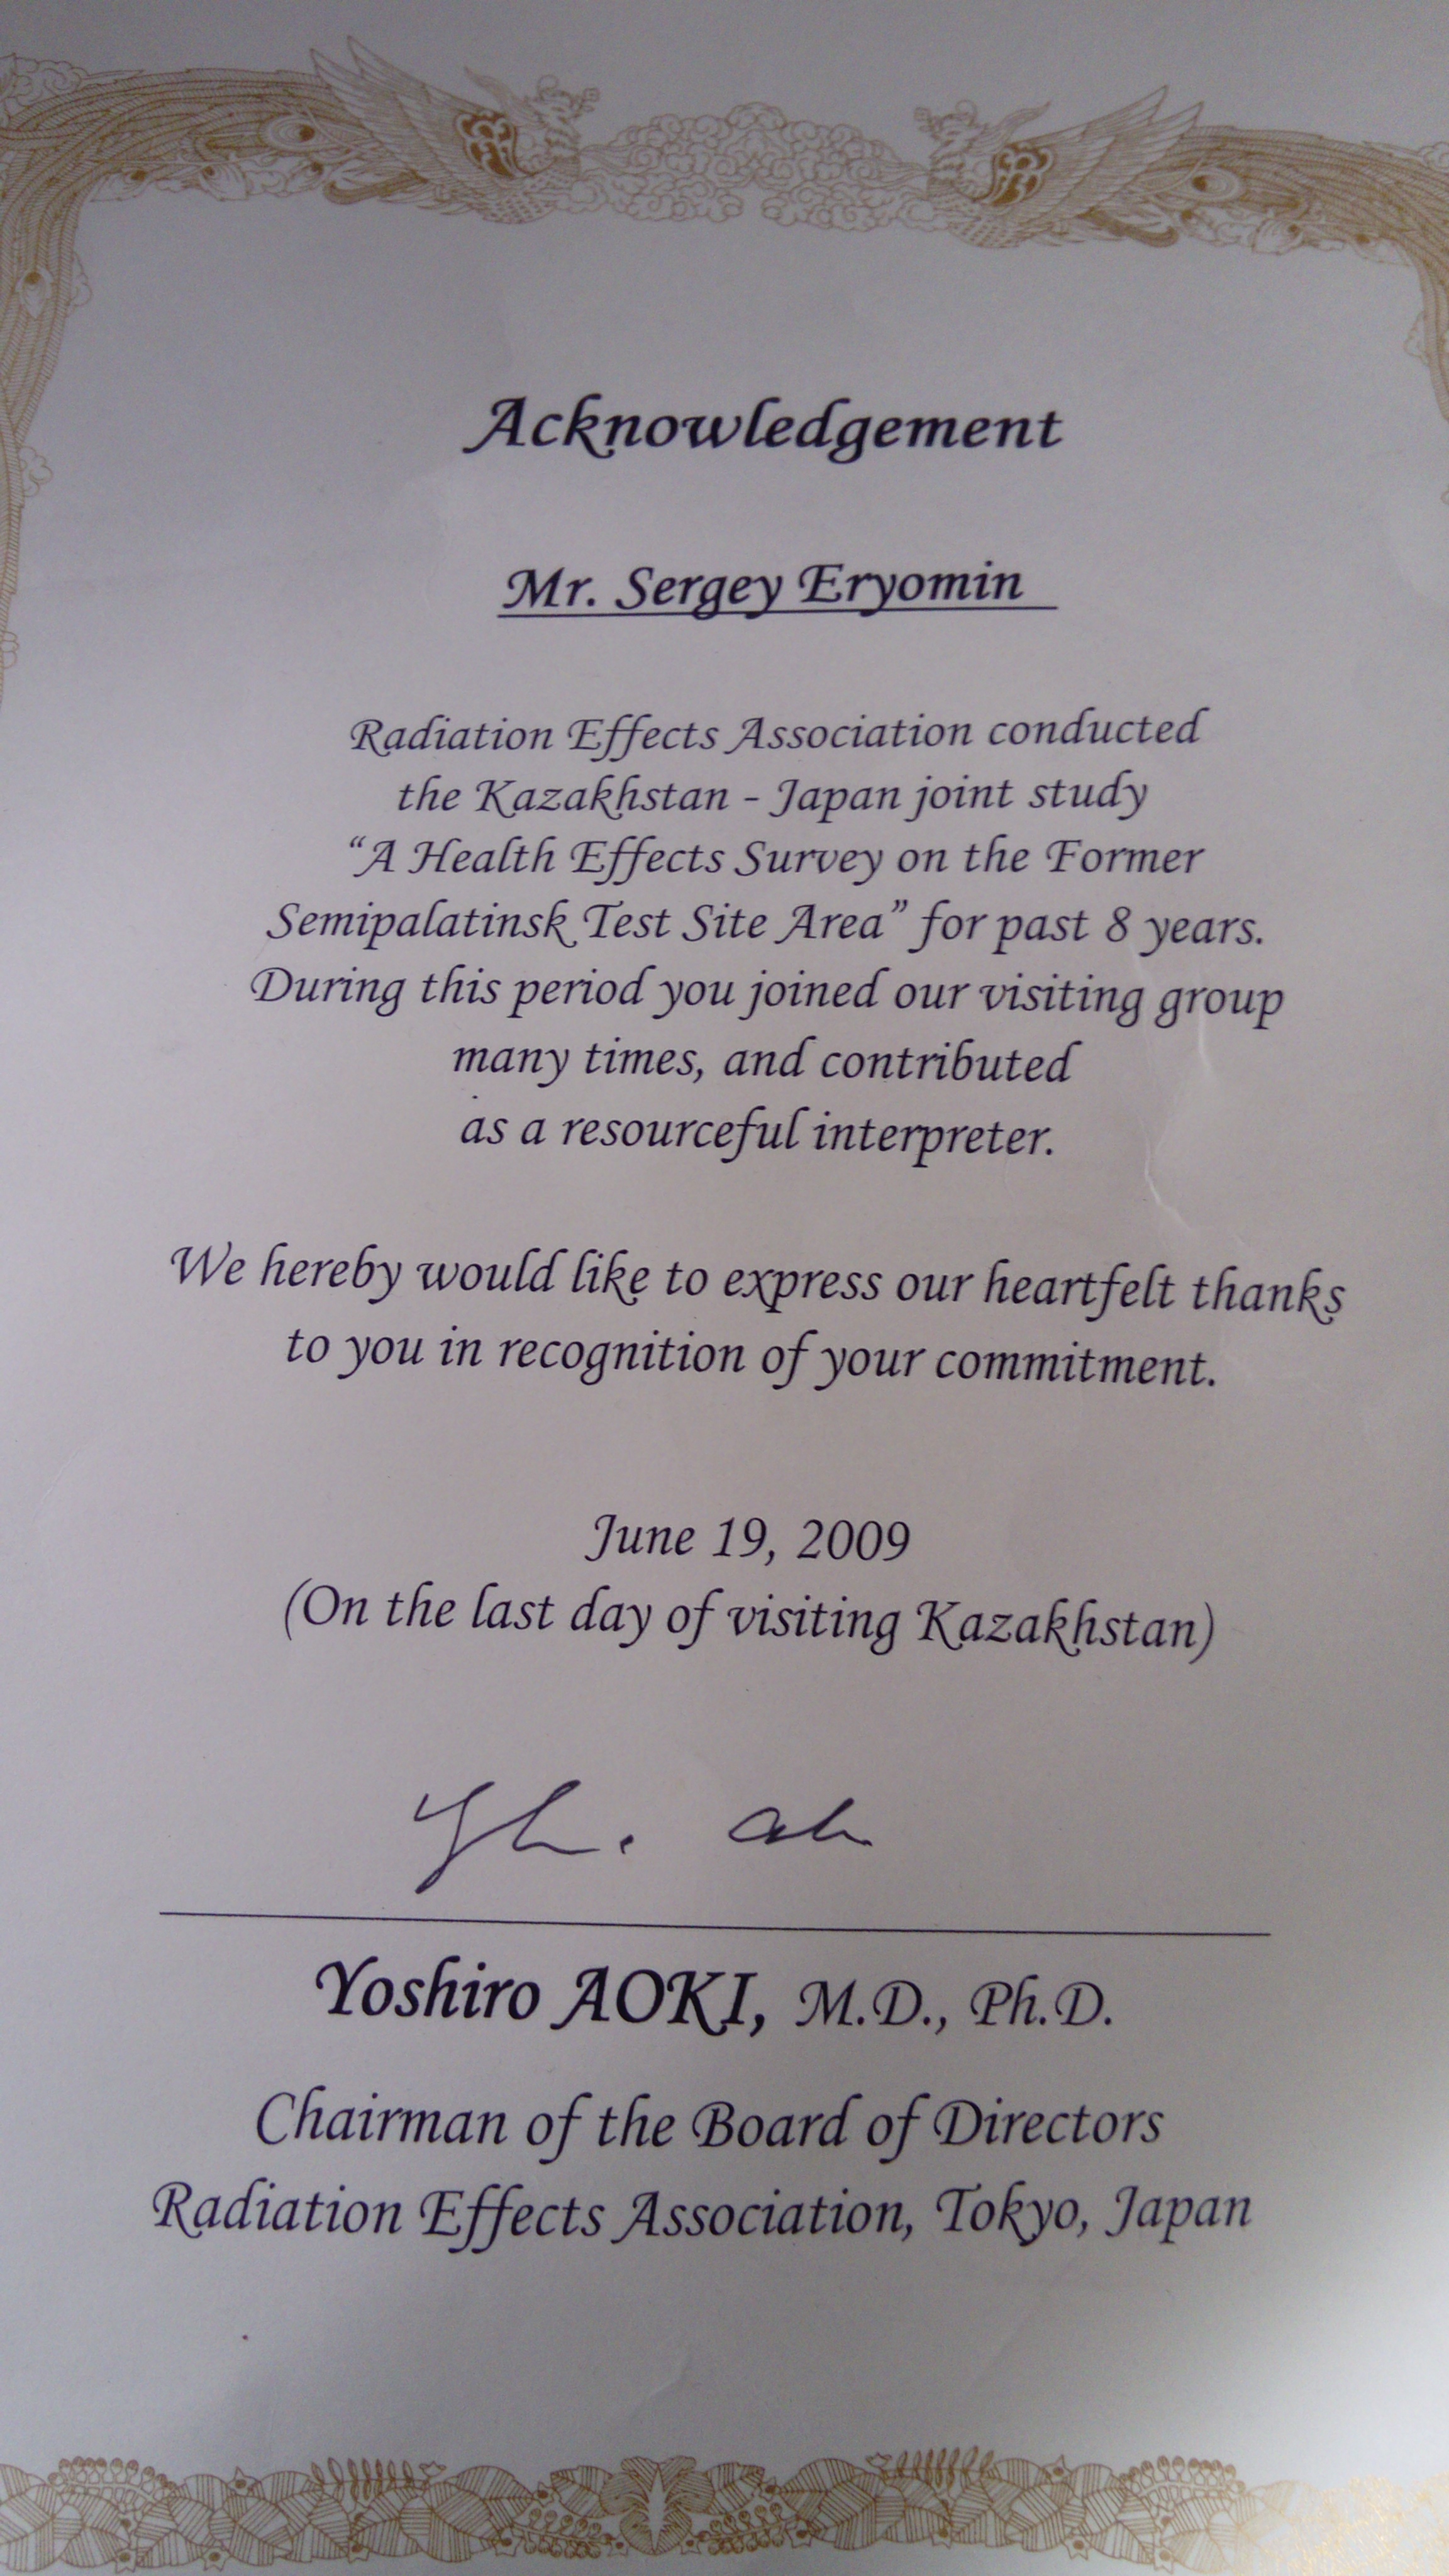 Acknowledgement
Mr. Sergey Eryomin
Radiation Effects Association conducted
the Kazakhstan - Japan joint study
“A Health Effects Survey on the Former
Semipalatinsk Test Site Area” for past 8 years.
During this period you joined our visiting group
many times, and contributed
as a resourceful interpreter.
We hereby would like to express our heartfelt thanks
to you in recognition of your commitment.
June 19, 2009
(On the last day of visiting Kazakhstan)
Yoshiro AOKI, M.D., Ph.D.
Chairman of the Board of Directors
Radiation Effects Association, Tokyo, Japan